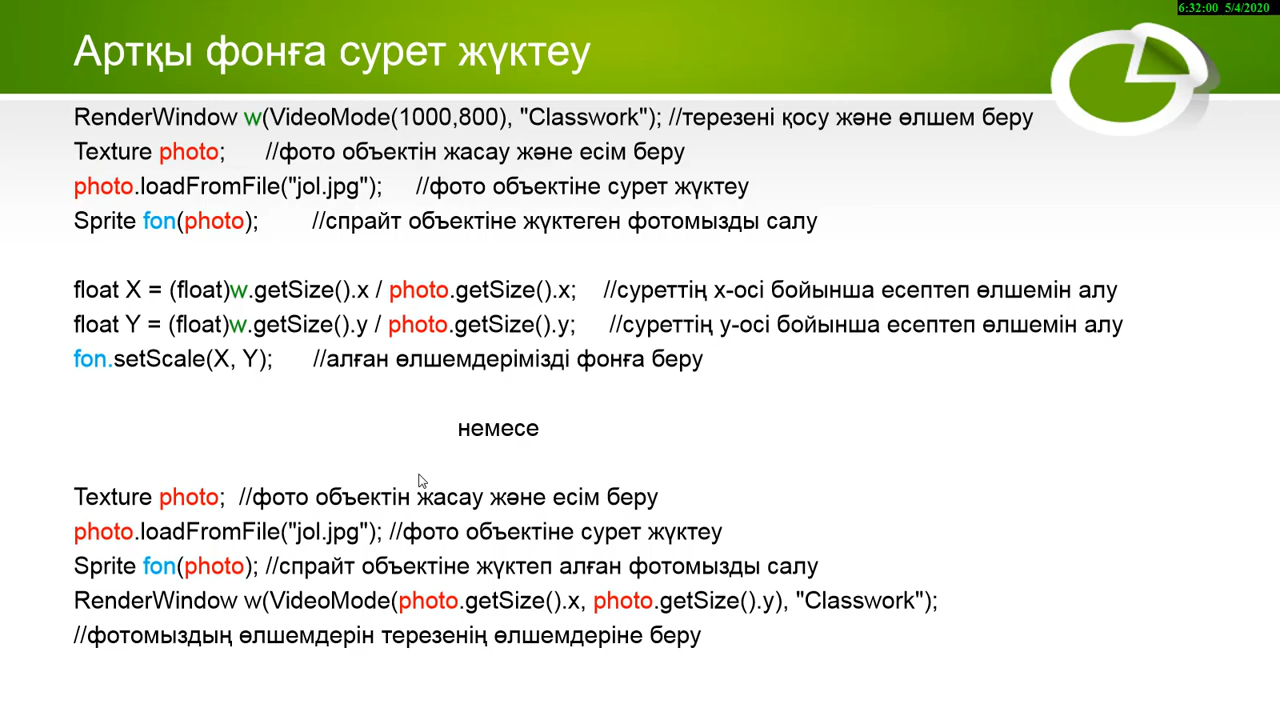 6:32:00 5/4/2020
Артқы фонға сурет жүктеу
RenderWindow w(VideoMode(1000,800), "Classwork"); //терезені қосу және өлшем беру
Texture photo; //фото объектін жасау және есім беру
photo.loadFromFile("jol.jpg"); //фото объектіне сурет жүктеу
Sprite fon(photo); //спрайт объектіне жүктеген фотомызды салу
float X = (float)w.getSize().x / photo.getSize().x; //суреттің х-осі бойынша есептеп өлшемін алу
float Y = (float)w.getSize().y / photo.getSize().y; //суреттің у-осі бойынша есептеп өлшемін алу
fon.setScale(X, Y); //алған өлшемдерімізді фонға беру
немесе
Texture photo; //фото объектін жасау және есім беру
photo.loadFromFile("jol.jpg"); //фото объектіне сурет жүктеу
Sprite fon(photo); //спрайт объектіне жүктеп алған фотомызды салу
RenderWindow w(VideoMode(photo.getSize().x, photo.getSize().y), "Classwork");
//фотомыздың өлшемдерін терезенің өлшемдеріне беру